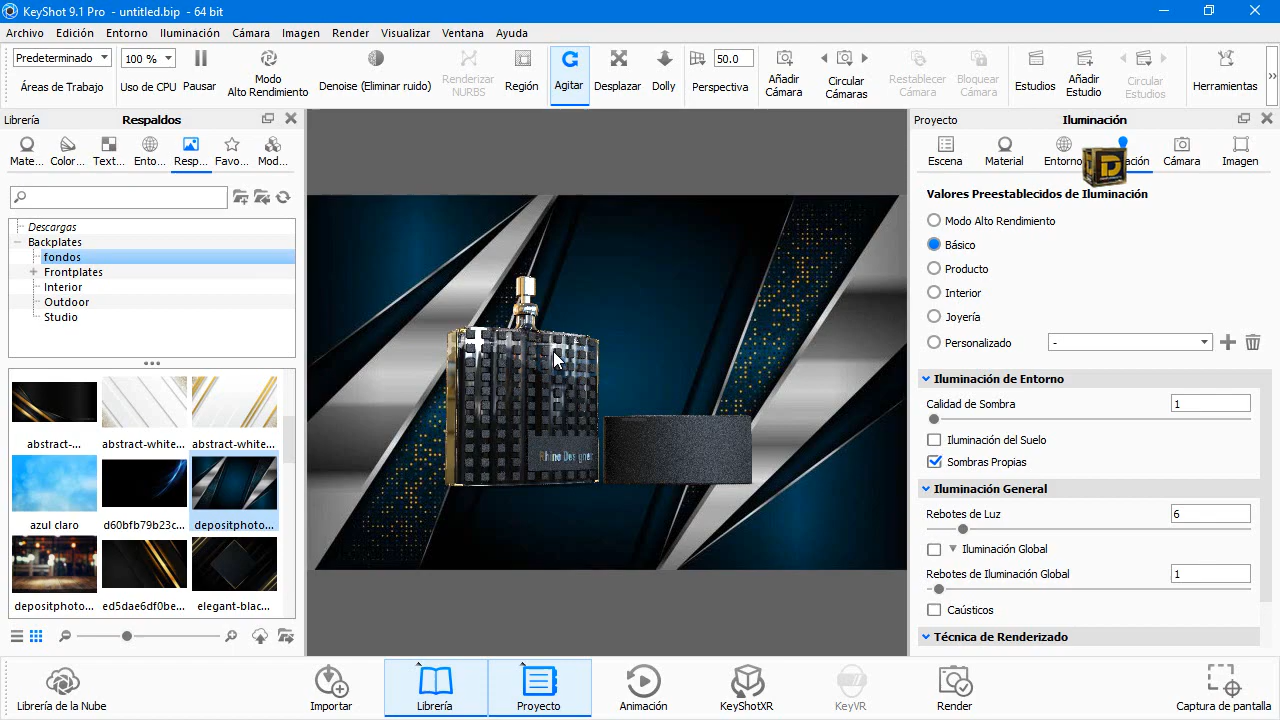 KeyShot 9.1 Pro - untitled.bip - 64 bit
Archivo Edición Entorno Iluminación Cámara Imagen Render Visualizar Ventana Ayuda
Predeterminado 100 % 50.0
Áreas de Trabajo Uso de CPU Pausar Modo Alto Rendimiento Denoise (Eliminar ruido) Renderizar NURBS Región Agitar Desplazar Dolly Perspectiva Añadir Cámara Circular Cámaras Restablecer Cámara Bloquear Cámara Estudios Añadir Estudio Circular Estudios Herramientas
Librería Respaldos
Mate... Color... Text... Ento... Resp... Favo... Mod...
Descargas
Backplates
fondos
Frontplates
Interior
Outdoor
Studio
abstract-... abstract-white... abstract-white...
azul claro d60bfb79b23c... depositphoto...
depositphoto... ed5dae6df0be... elegant-blac...
Rhino Designer
Proyecto Iluminación
Escena Material Entorno ación Cámara Imagen
Valores Preestablecidos de Iluminación
Modo Alto Rendimiento
Básico
Producto
Interior
Joyería
Personalizado -
Iluminación de Entorno
Calidad de Sombra 1
Iluminación del Suelo
Sombras Propias
Iluminación General
Rebotes de Luz 6
Iluminación Global
Rebotes de Iluminación Global 1
Caústicos
Técnica de Renderizado
Librería de la Nube Importar Librería Proyecto Animación KeyShotXR KeyVR Render Captura de pantalla